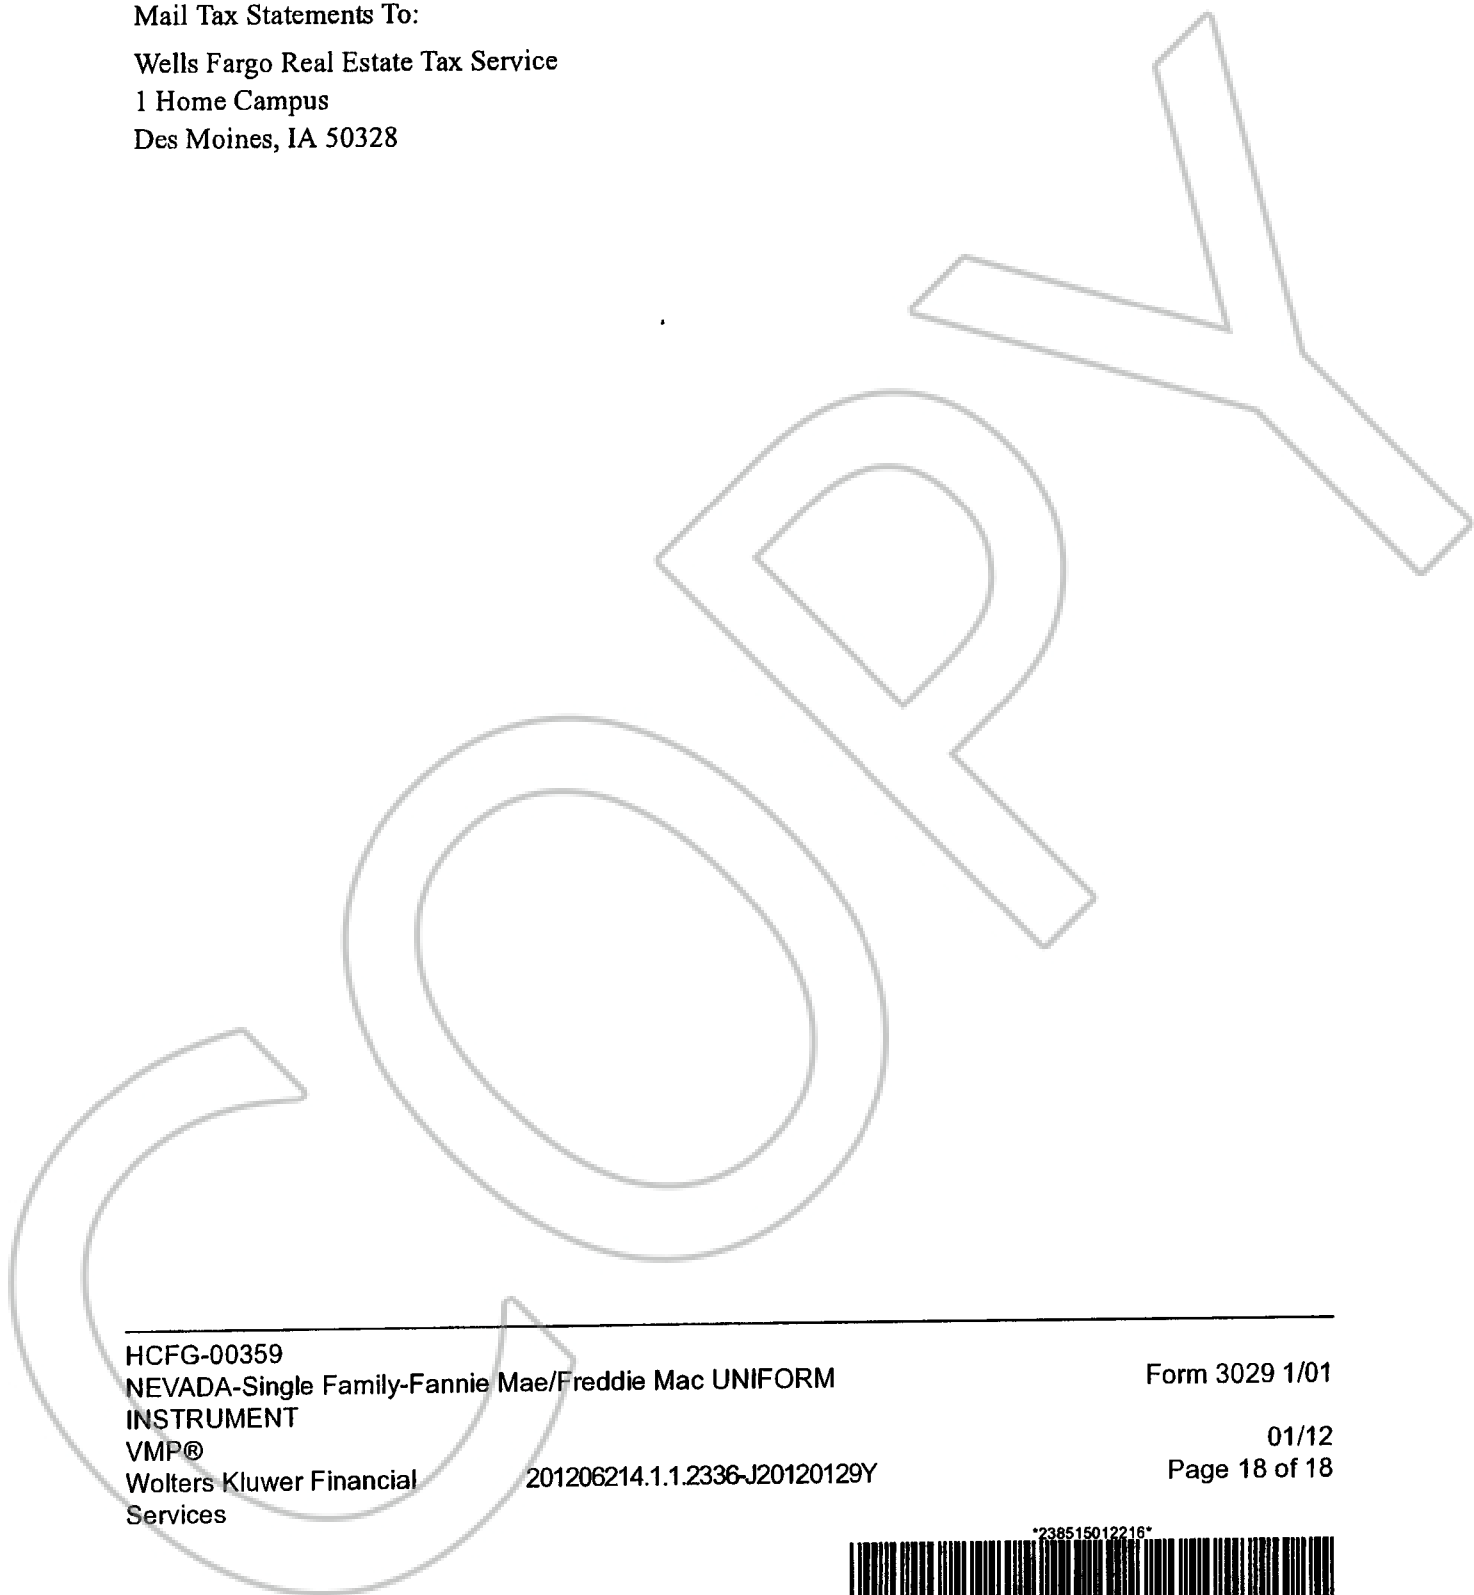 Mail Tax Statements To:
Wells Fargo Real Estate Tax Service
1 Home Campus
Des Moines, IA 50328
COPY
HCFG-00359
NEVADA-Single Family-Fannie Mae/Freddie Mac UNIFORM
INSTRUMENT
Form 3029 1/01
VMP®
01/12
Wolters Kluwer Financial
Services
201206214.1.1.2336-J20120129Y
Page 18 of 18
*238515012216*